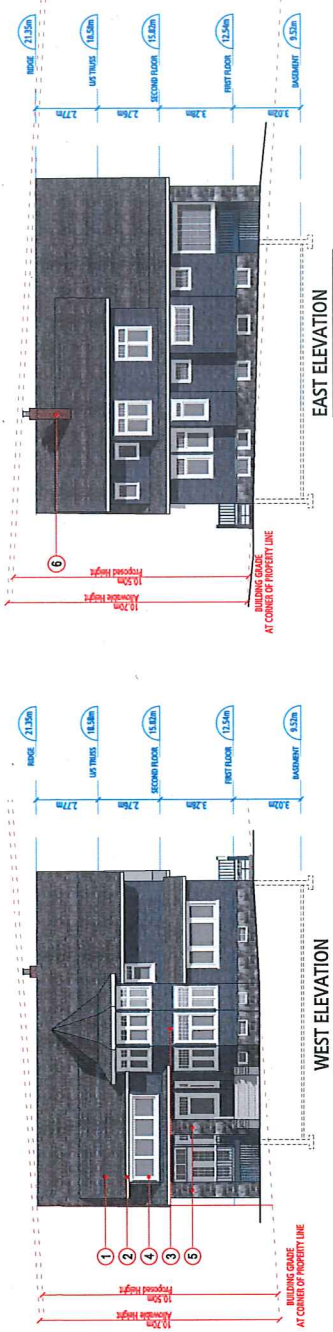 1
2
4
3
5
10.70m
Allowable Height
10.50m
Proposed Height
BUILDING GRADE
AT CORNER OF PROPERTY LINE
WEST ELEVATION
RIDGE 21.35m
2.77m
U/S TRUSS 18.58m
2.76m
SECOND FLOOR 15.82m
3.28m
FIRST FLOOR 12.54m
3.02m
BASEMENT 9.52m
6
10.70m
Allowable Height
10.50m
Proposed Height
BUILDING GRADE
AT CORNER OF PROPERTY LINE
EAST ELEVATION
RIDGE 21.35m
2.77m
U/S TRUSS 18.58m
2.76m
SECOND FLOOR 15.82m
3.28m
FIRST FLOOR 12.54m
3.02m
BASEMENT 9.52m